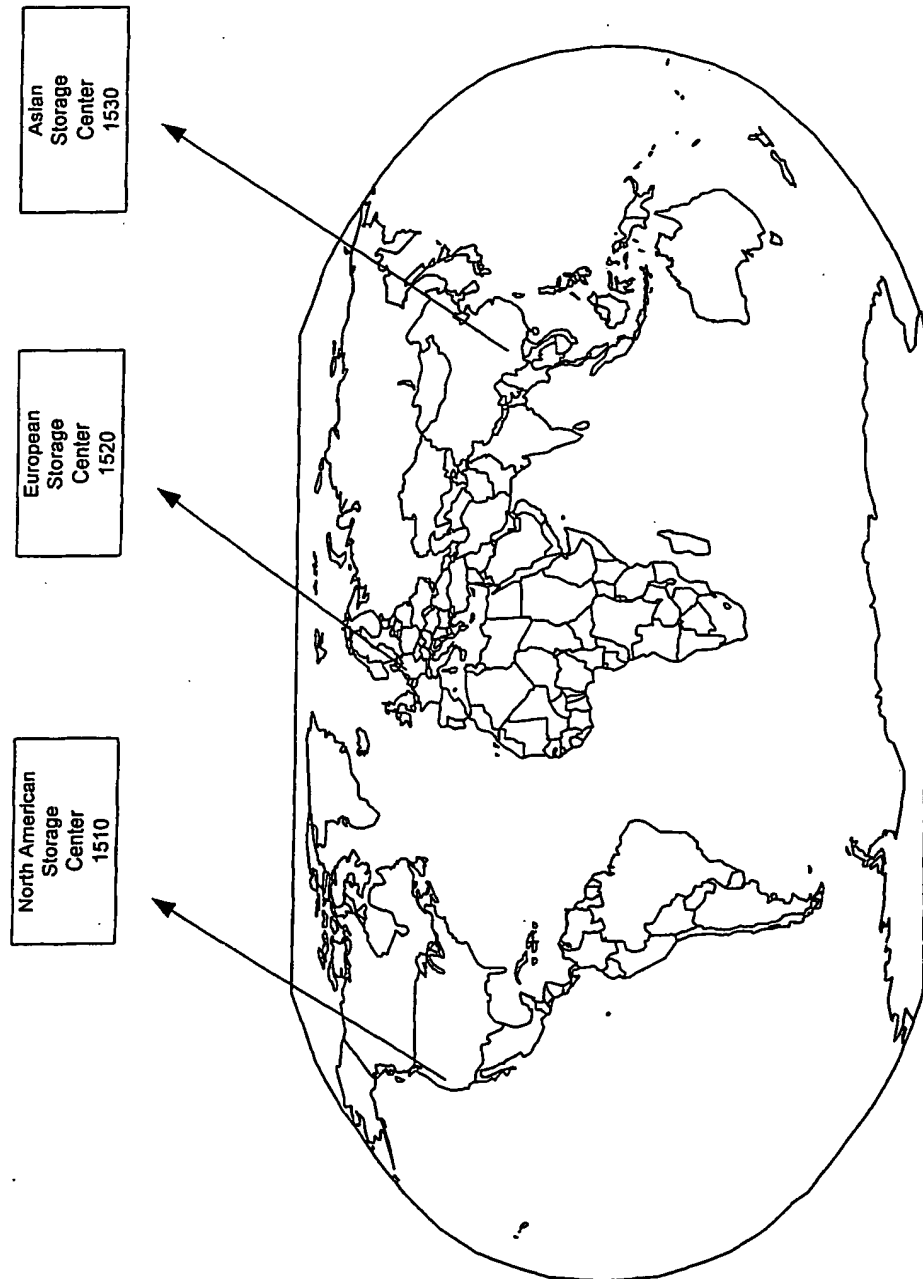 North American
Storage
Center
1510
European
Storage
Center
1520
Asian
Storage
Center
1530